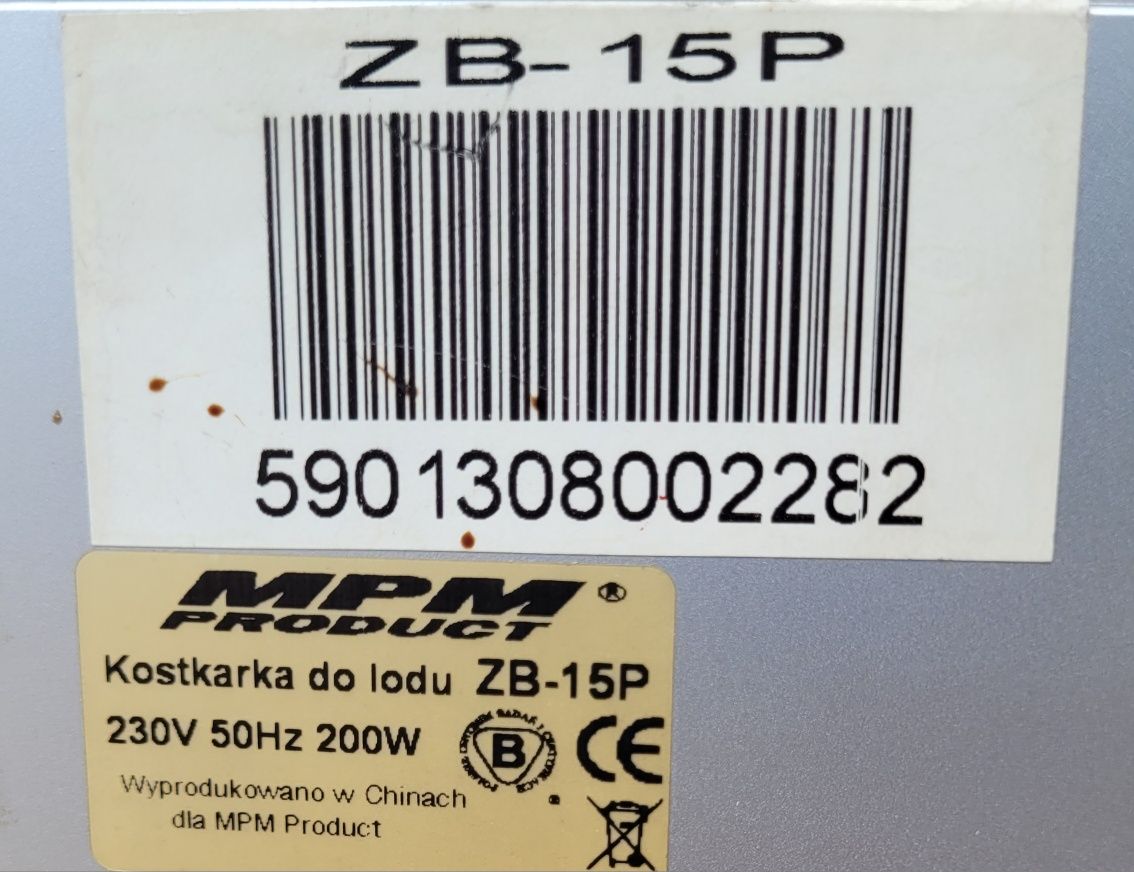 ZB-15P
5901308002282
MPM ®
PRODUCT
Kostkarka do lodu ZB-15P
230V 50Hz 200W
B
CE
Wyprodukowano w Chinach
dla MPM Product